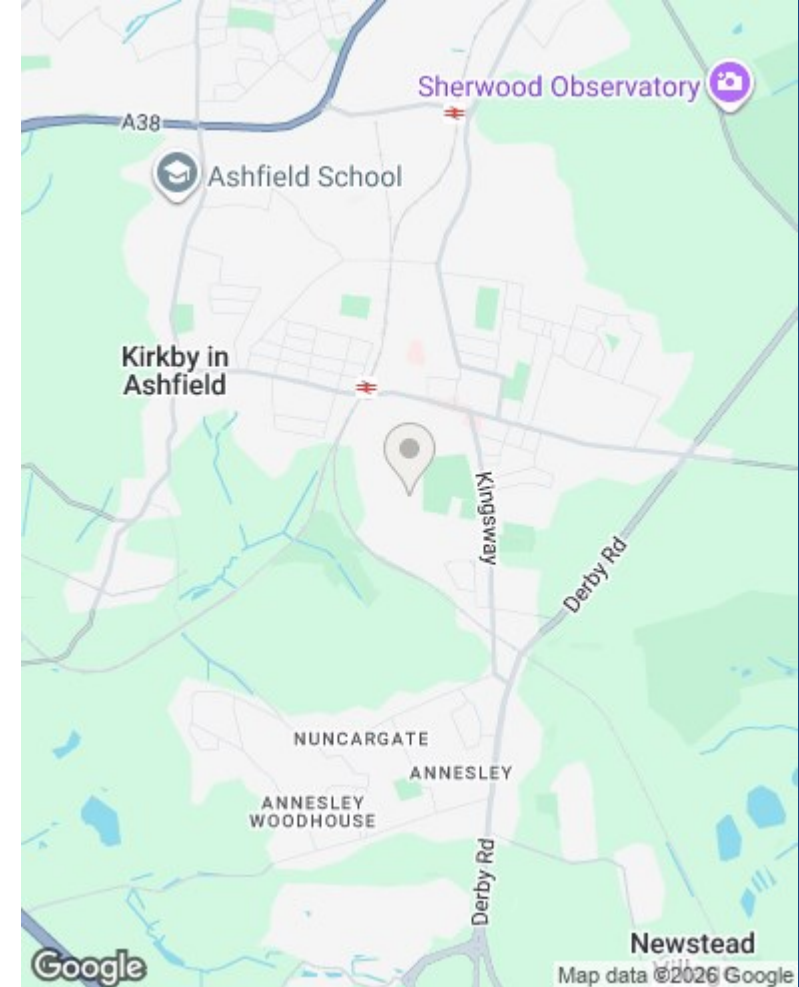 Sherwood Observatory
A38
Ashfield School
Kirkby in
Ashfield
Kingsway
Derby Rd
NUNCARGATE
ANNESLEY
ANNESLEY
WOODHOUSE
Derby Rd
Newstead
Google
Map data ©2026 Google